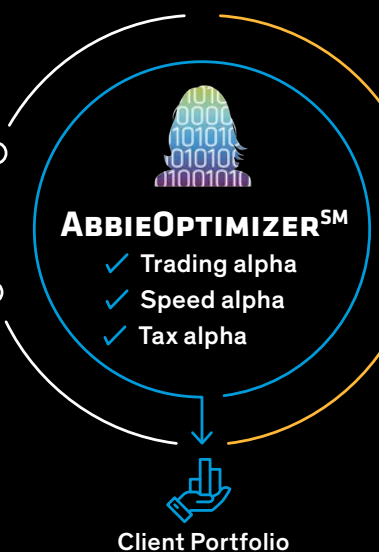 ABBIEOPTIMIZER℠
Trading alpha
Speed alpha
Tax alpha
Client Portfolio